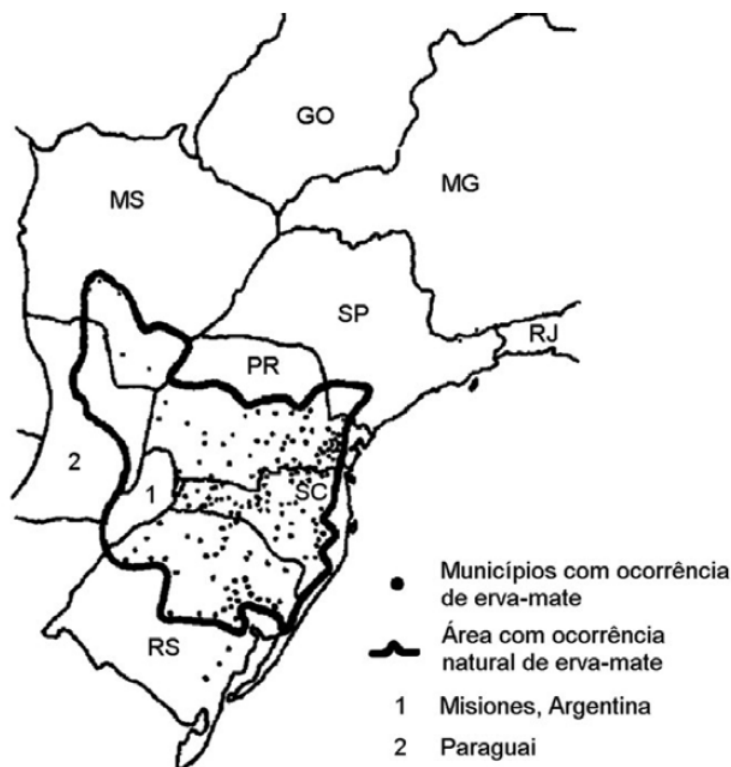 GO
MG
MS
SP
RJ
PR
2
1
SC
RS
Municípios com ocorrência
de erva-mate
Área com ocorrência
natural de erva-mate
1 Misiones, Argentina
2 Paraguai